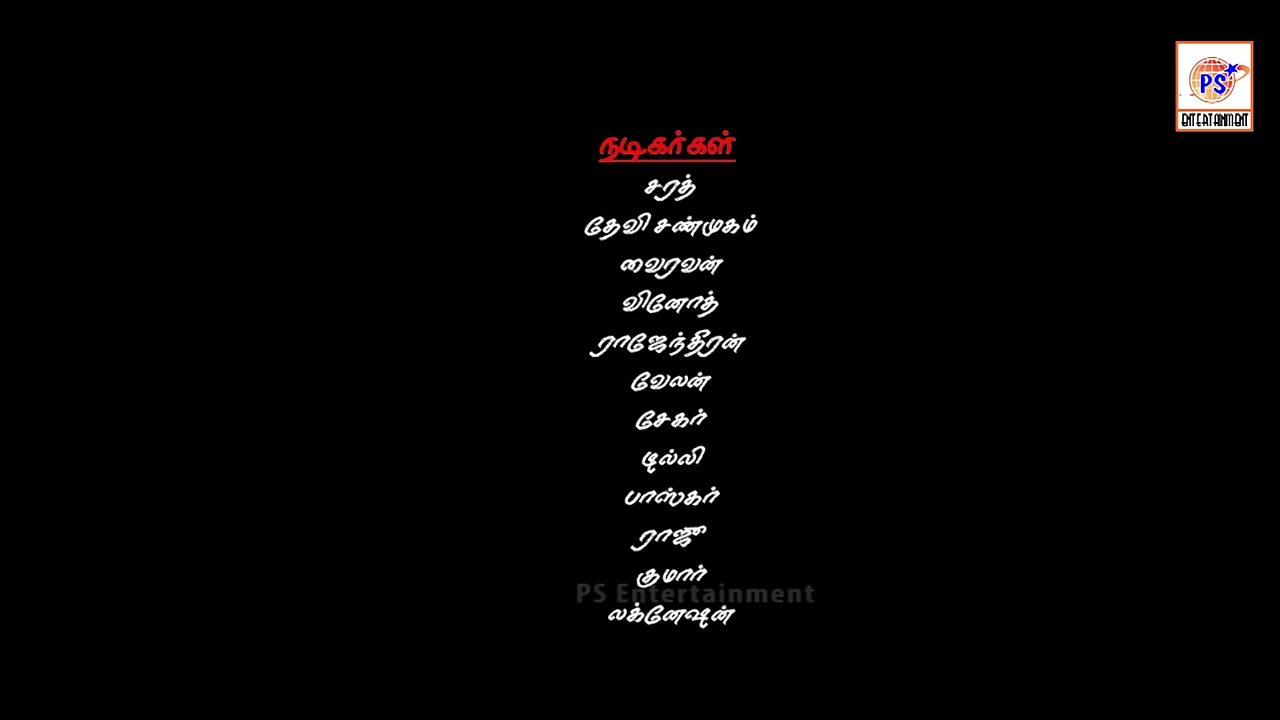 PS
ENTERTAINMENT
நடிகர்கள்
சரத்
தேவி சண்முகம்
வைரவன்
வினோத்
ராஜேந்தீரன்
வேலன்
சேகர்
டில்லி
பாஸ்கர்
ராஜு
குமார்
PS Entertainment
லக்னேஷன்